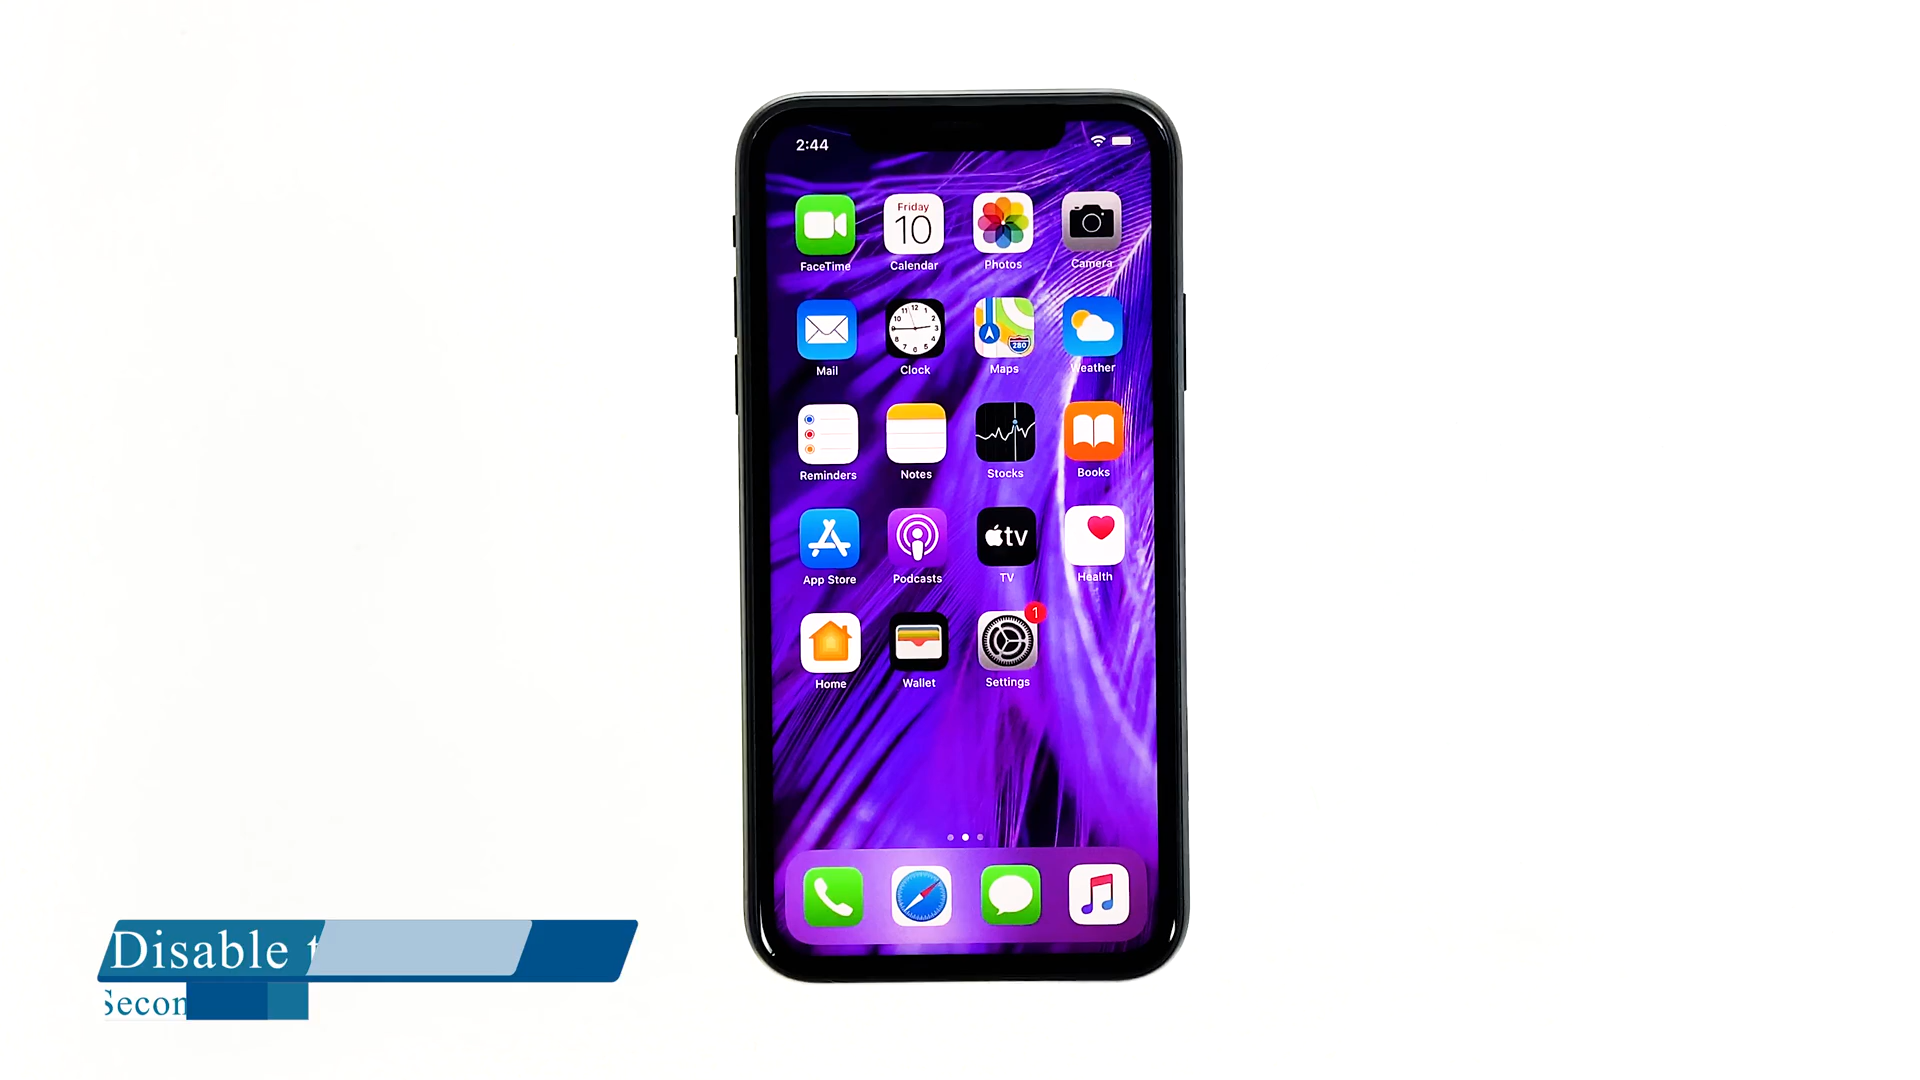 2:44
FaceTime
Friday
10
Calendar
Photos
Camera
Mail
Clock
280
Maps
Weather
Reminders
Notes
Stocks
Books
App Store
Podcasts
tv
TV
Health
Home
Wallet
1
Settings
Disable